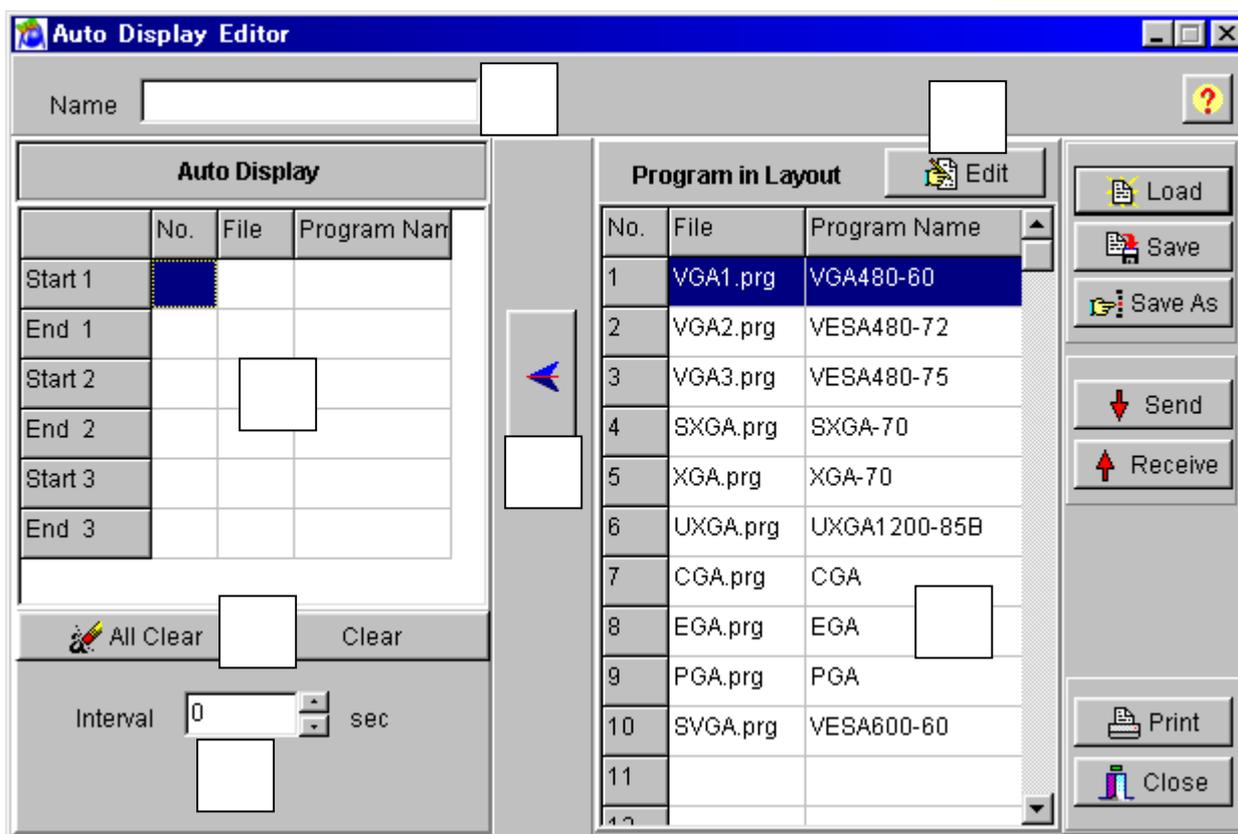 Auto Display Editor
Name
?
Auto Display
No. File Program Nam
Start 1
End 1
Start 2
End 2
Start 3
End 3
All Clear Clear
Interval 0 sec
Program in Layout Edit
No. File Program Name
1 VGA1.prg VGA480-60
2 VGA2.prg VESA480-72
3 VGA3.prg VESA480-75
4 SXGA.prg SXGA-70
5 XGA.prg XGA-70
6 UXGA.prg UXGA1200-85B
7 CGA.prg CGA
8 EGA.prg EGA
9 PGA.prg PGA
10 SVGA.prg VESA600-60
11
Load
Save
Save As
Send
Receive
Print
Close